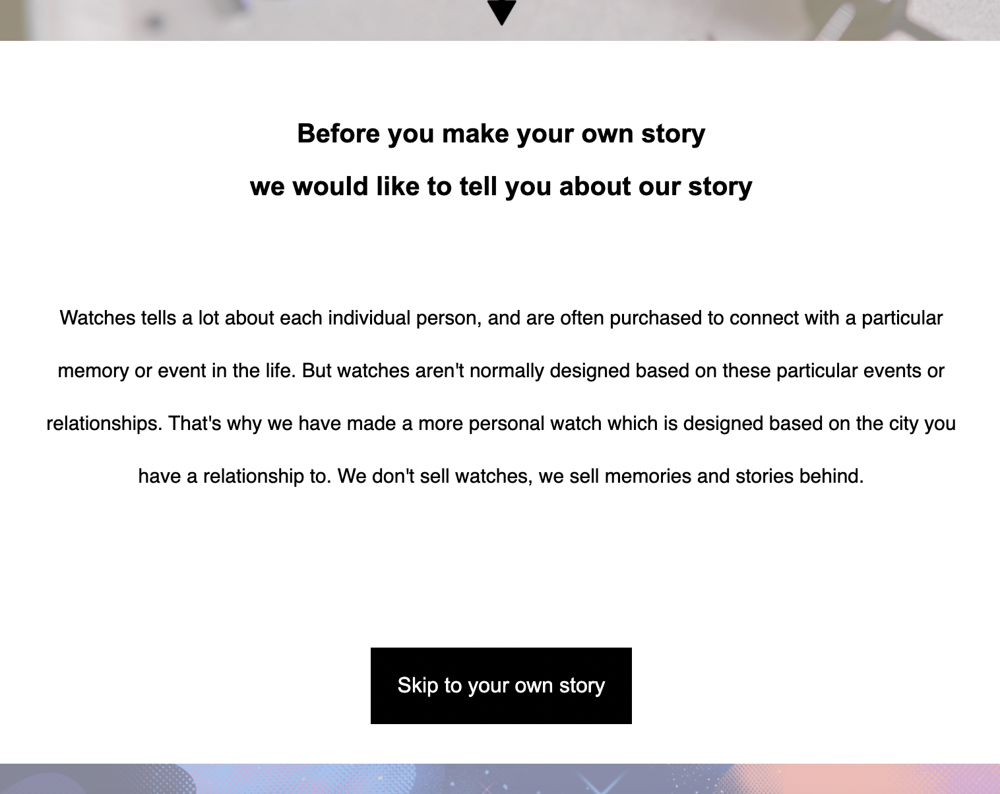 Before you make your own story
we would like to tell you about our story
Watches tells a lot about each individual person, and are often purchased to connect with a particular
memory or event in the life. But watches aren't normally designed based on these particular events or
relationships. That's why we have made a more personal watch which is designed based on the city you
have a relationship to. We don't sell watches, we sell memories and stories behind.
Skip to your own story